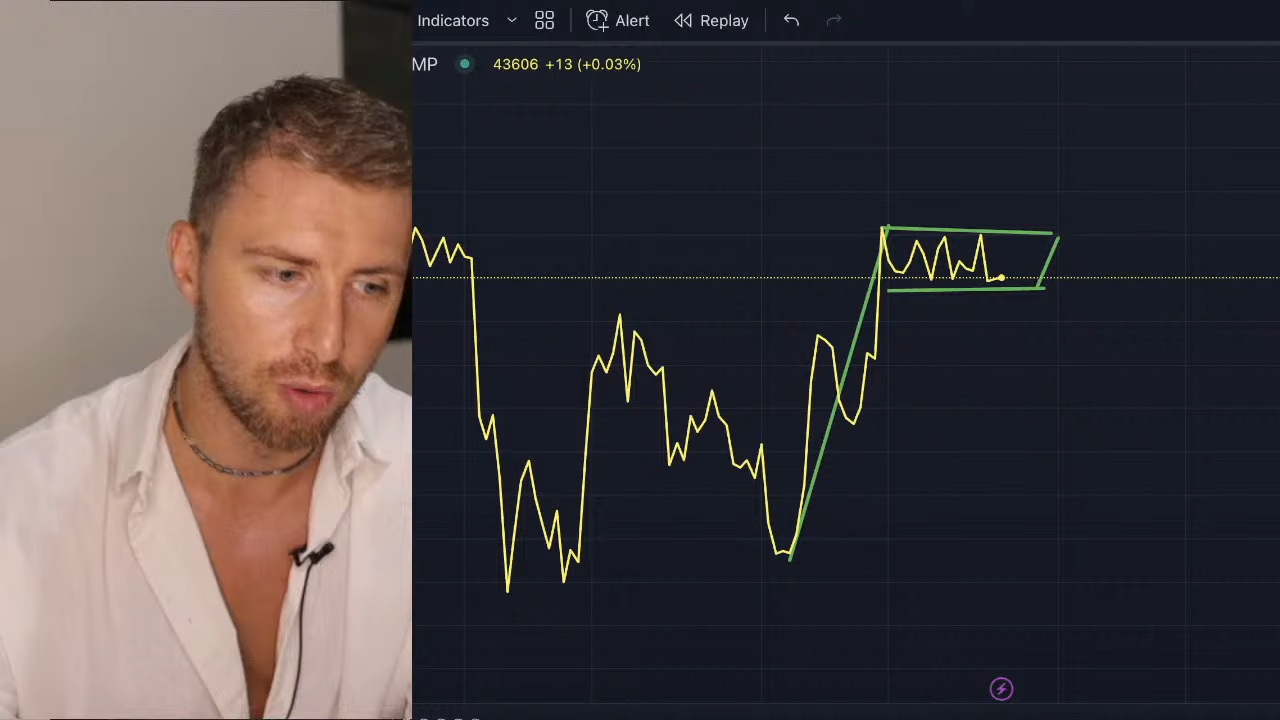 Indicators Alert Replay
MP 43606 +13 (+0.03%)